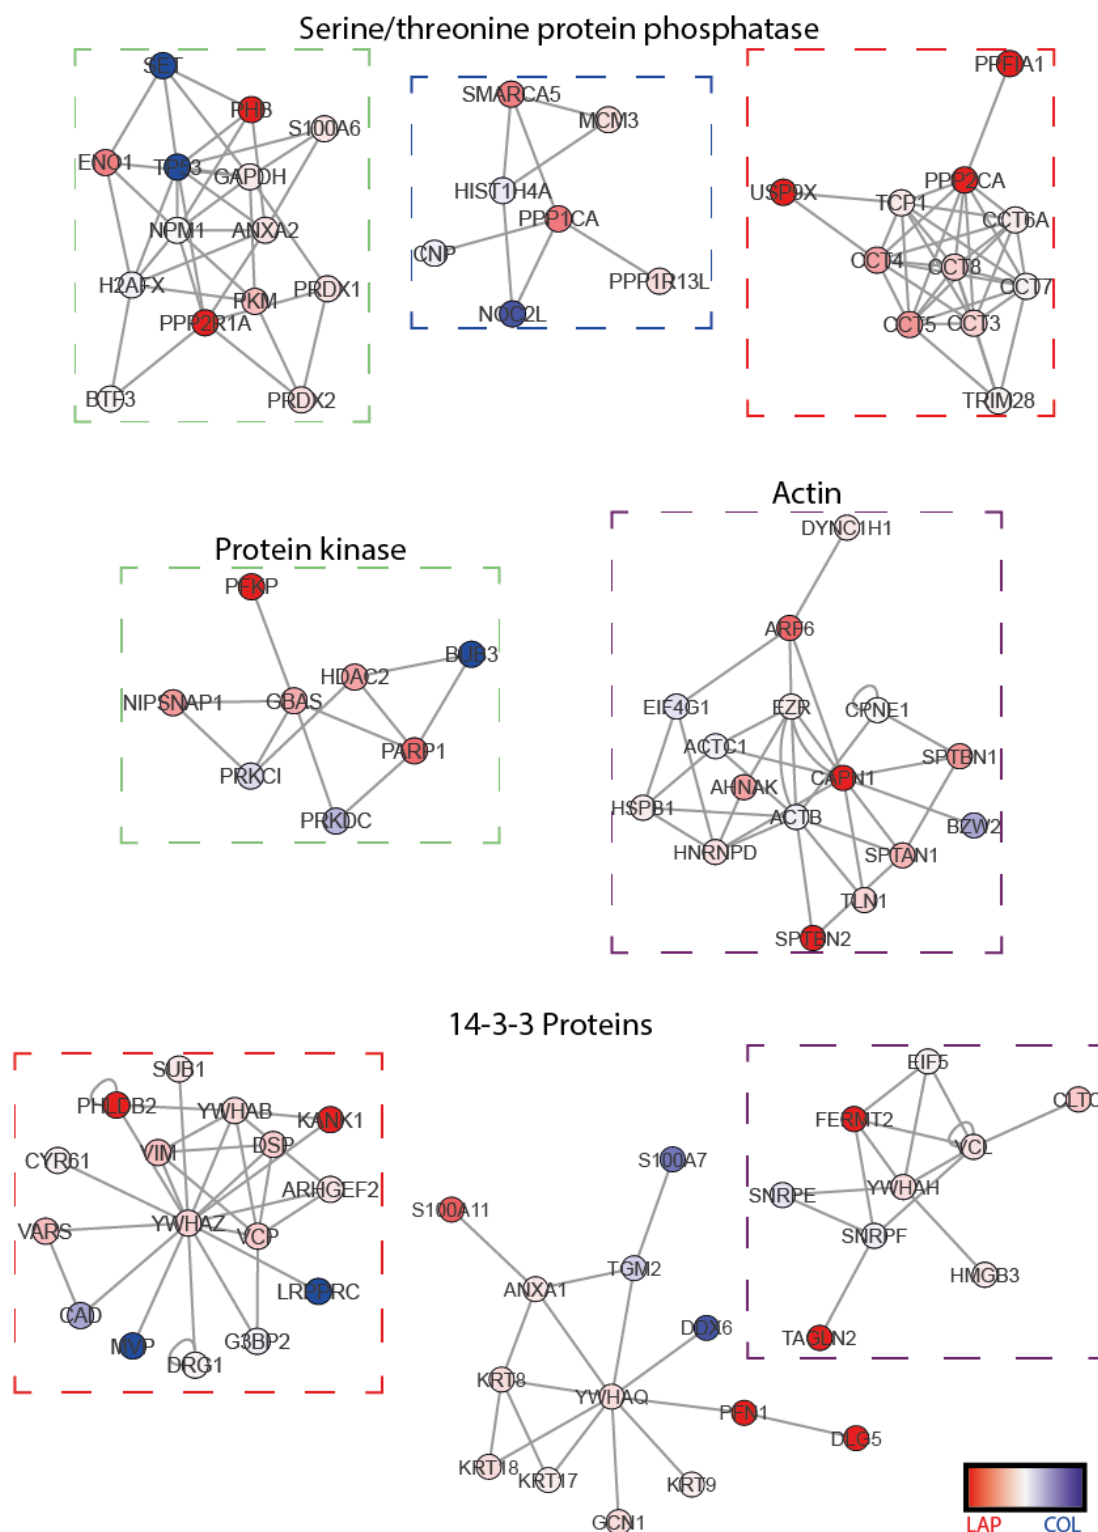 Serine/threonine protein phosphatase
SET
PHB
S100A6
ENO1
TPT3
GAPDH
NPM1
ANXA2
H2AFX
PKM
PRDX1
PPP2R1A
BTF3
PRDX2
SMARCA5
MCM3
HIST1H4A
PPP1CA
CNP
PPP1R13L
NOC2L
PPFIA1
PPP2CA
USP9X
TCP1
CCT6A
CCT4
CCT8
CCT7
CCT5
CCT3
TRIM28
Protein kinase
PFKP
BUB3
HDAC2
NIPSNAP1
GBAS
PARP1
PRKCI
PRKDC
Actin
DYNC1H1
ARF6
EIF4G1
EZR
CPNE1
ACTC1
SPTBN1
CAPN1
AHNAK
HSPB1
ACTB
BZW2
HNRNPD
SPTAN1
TLN1
SPTBN2
14-3-3 Proteins
SUB1
PHLDB2
YWHAB
KANK1
VIM
DSP
CYR61
ARHGEF2
YWHAZ
VARS
VCP
LRPPRC
CAD
MVP
G3BP2
DRG1
S100A7
S100A11
TGM2
ANXA1
DDX6
KRT8
YWHAQ
PFN1
DLG5
KRT18
KRT17
KRT9
GCN1
EIF5
CLTC
FERMT2
VCL
YWHAH
SNRPE
SNRPF
HMGB3
TAGLN2
LAP COL